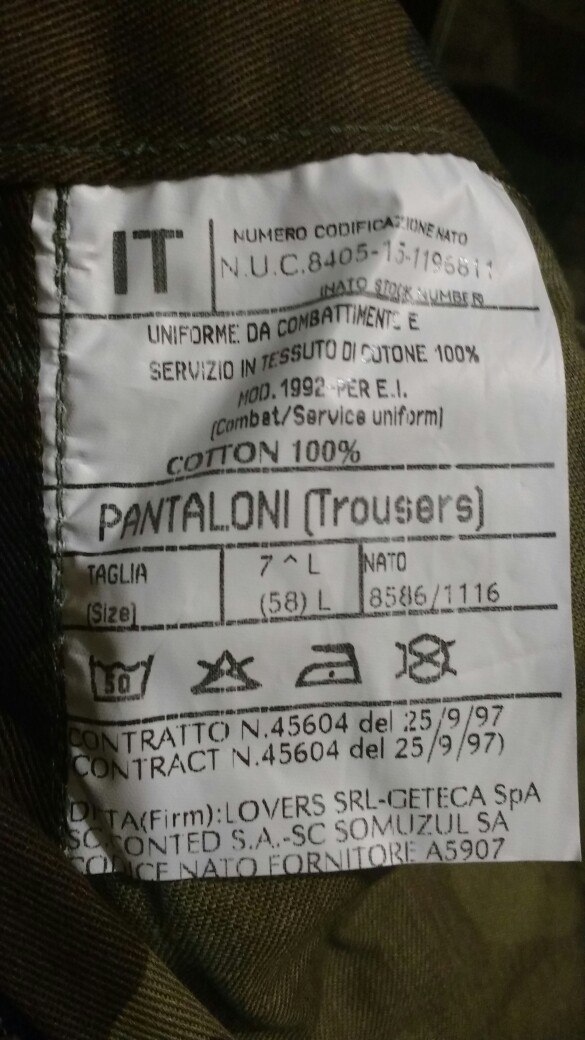 IT
NUMERO CODIFICAZIONE NATO
N.U.C.8405-15-1196811
(NATO STOCK NUMBER)
UNIFORME DA COMBATTIMENTO E
SERVIZIO IN TESSUTO DI COTONE 100%
MOD. 1992 PER E.I.
(Combat/Service uniform)
COTTON 100%
PANTALONI (Trousers)
TAGLIA
(Size)
7 ^ L
(58) L
NATO
8586/1116
50
CONTRATTO N.45604 del 25/9/97
(CONTRACT N.45604 del 25/9/97)
DITTA(Firm):LOVERS SRL-GETECA SpA
SC CONTED S.A.-SC SOMUZUL SA
CODICE NATO FORNITORE A5907